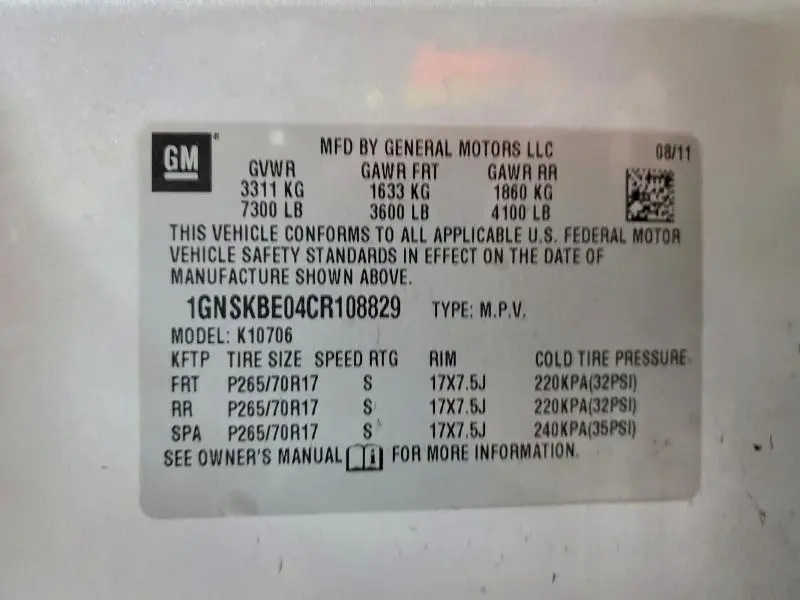 GM
MFD BY GENERAL MOTORS LLC 08/11
GVWR GAWR FRT GAWR RR
3311 KG 1633 KG 1860 KG
7300 LB 3600 LB 4100 LB
THIS VEHICLE CONFORMS TO ALL APPLICABLE U.S. FEDERAL MOTOR
VEHICLE SAFETY STANDARDS IN EFFECT ON THE DATE OF
MANUFACTURE SHOWN ABOVE.
1GNSKBE04CR108829 TYPE: M.P.V.
MODEL: K10706
KFTP TIRE SIZE SPEED RTG RIM COLD TIRE PRESSURE
FRT P265/70R17 S 17X7.5J 220KPA(32PSI)
RR P265/70R17 S 17X7.5J 220KPA(32PSI)
SPA P265/70R17 S 17X7.5J 240KPA(35PSI)
SEE OWNER'S MANUAL FOR MORE INFORMATION.